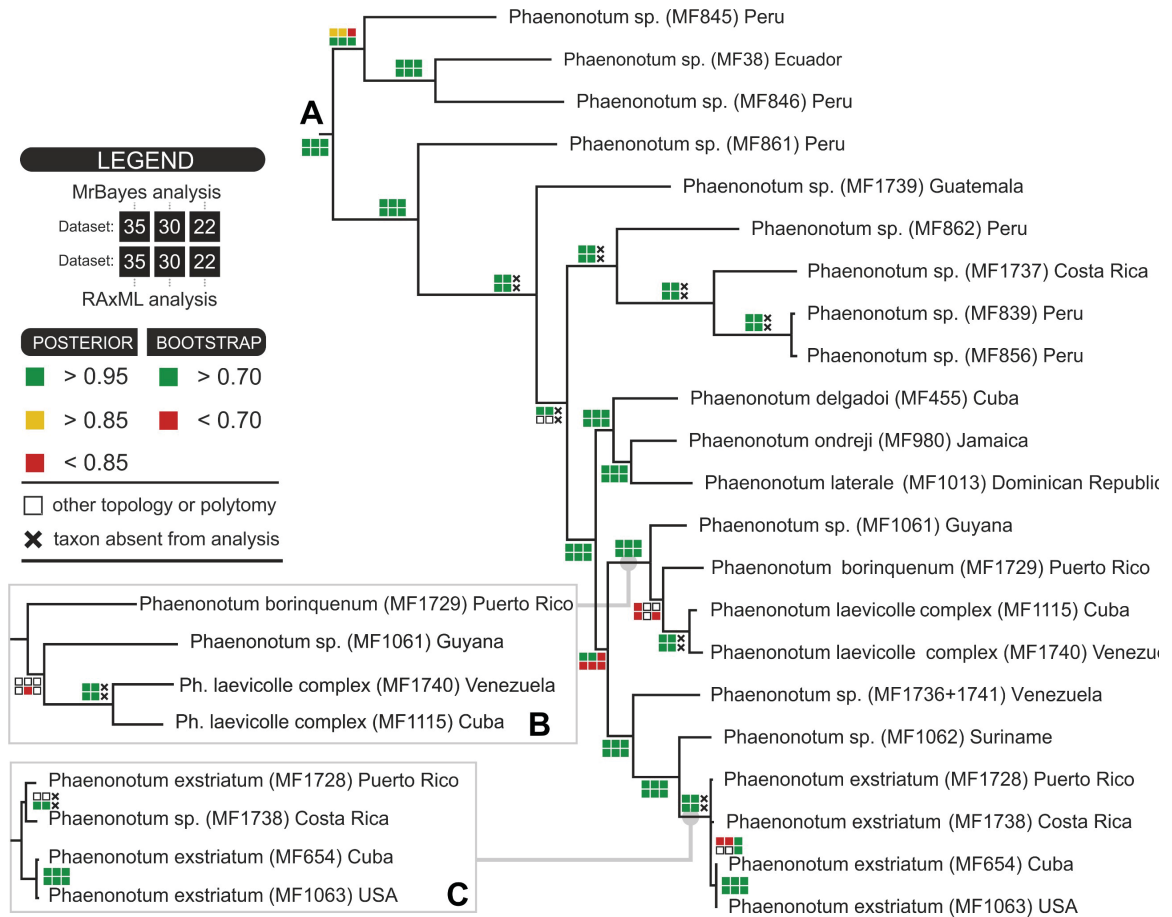 Phaenonotum sp. (MF845) Peru
Phaenonotum sp. (MF38) Ecuador
Phaenonotum sp. (MF846) Peru
A
Phaenonotum sp. (MF861) Peru
LEGEND
MrBayes analysis
Dataset: 35 30 22
Dataset: 35 30 22
RAxML analysis
POSTERIOR BOOTSTRAP
> 0.95 > 0.70
> 0.85 < 0.70
< 0.85
other topology or polytomy
taxon absent from analysis
Phaenonotum sp. (MF1739) Guatemala
Phaenonotum sp. (MF862) Peru
Phaenonotum sp. (MF1737) Costa Rica
Phaenonotum sp. (MF839) Peru
Phaenonotum sp. (MF856) Peru
Phaenonotum delgadoi (MF455) Cuba
Phaenonotum ondreji (MF980) Jamaica
Phaenonotum laterale (MF1013) Dominican Republic
Phaenonotum sp. (MF1061) Guyana
Phaenonotum borinquenum (MF1729) Puerto Rico
Phaenonotum laevicolle complex (MF1115) Cuba
Phaenonotum laevicolle complex (MF1740) Venezu
Phaenonotum sp. (MF1736+1741) Venezuela
Phaenonotum sp. (MF1062) Suriname
Phaenonotum exstriatum (MF1728) Puerto Rico
Phaenonotum exstriatum (MF1738) Costa Rica
Phaenonotum exstriatum (MF654) Cuba
Phaenonotum exstriatum (MF1063) USA
Phaenonotum borinquenum (MF1729) Puerto Rico
Phaenonotum sp. (MF1061) Guyana
Ph. laevicolle complex (MF1740) Venezuela
Ph. laevicolle complex (MF1115) Cuba
B
Phaenonotum exstriatum (MF1728) Puerto Rico
Phaenonotum sp. (MF1738) Costa Rica
Phaenonotum exstriatum (MF654) Cuba
Phaenonotum exstriatum (MF1063) USA
C